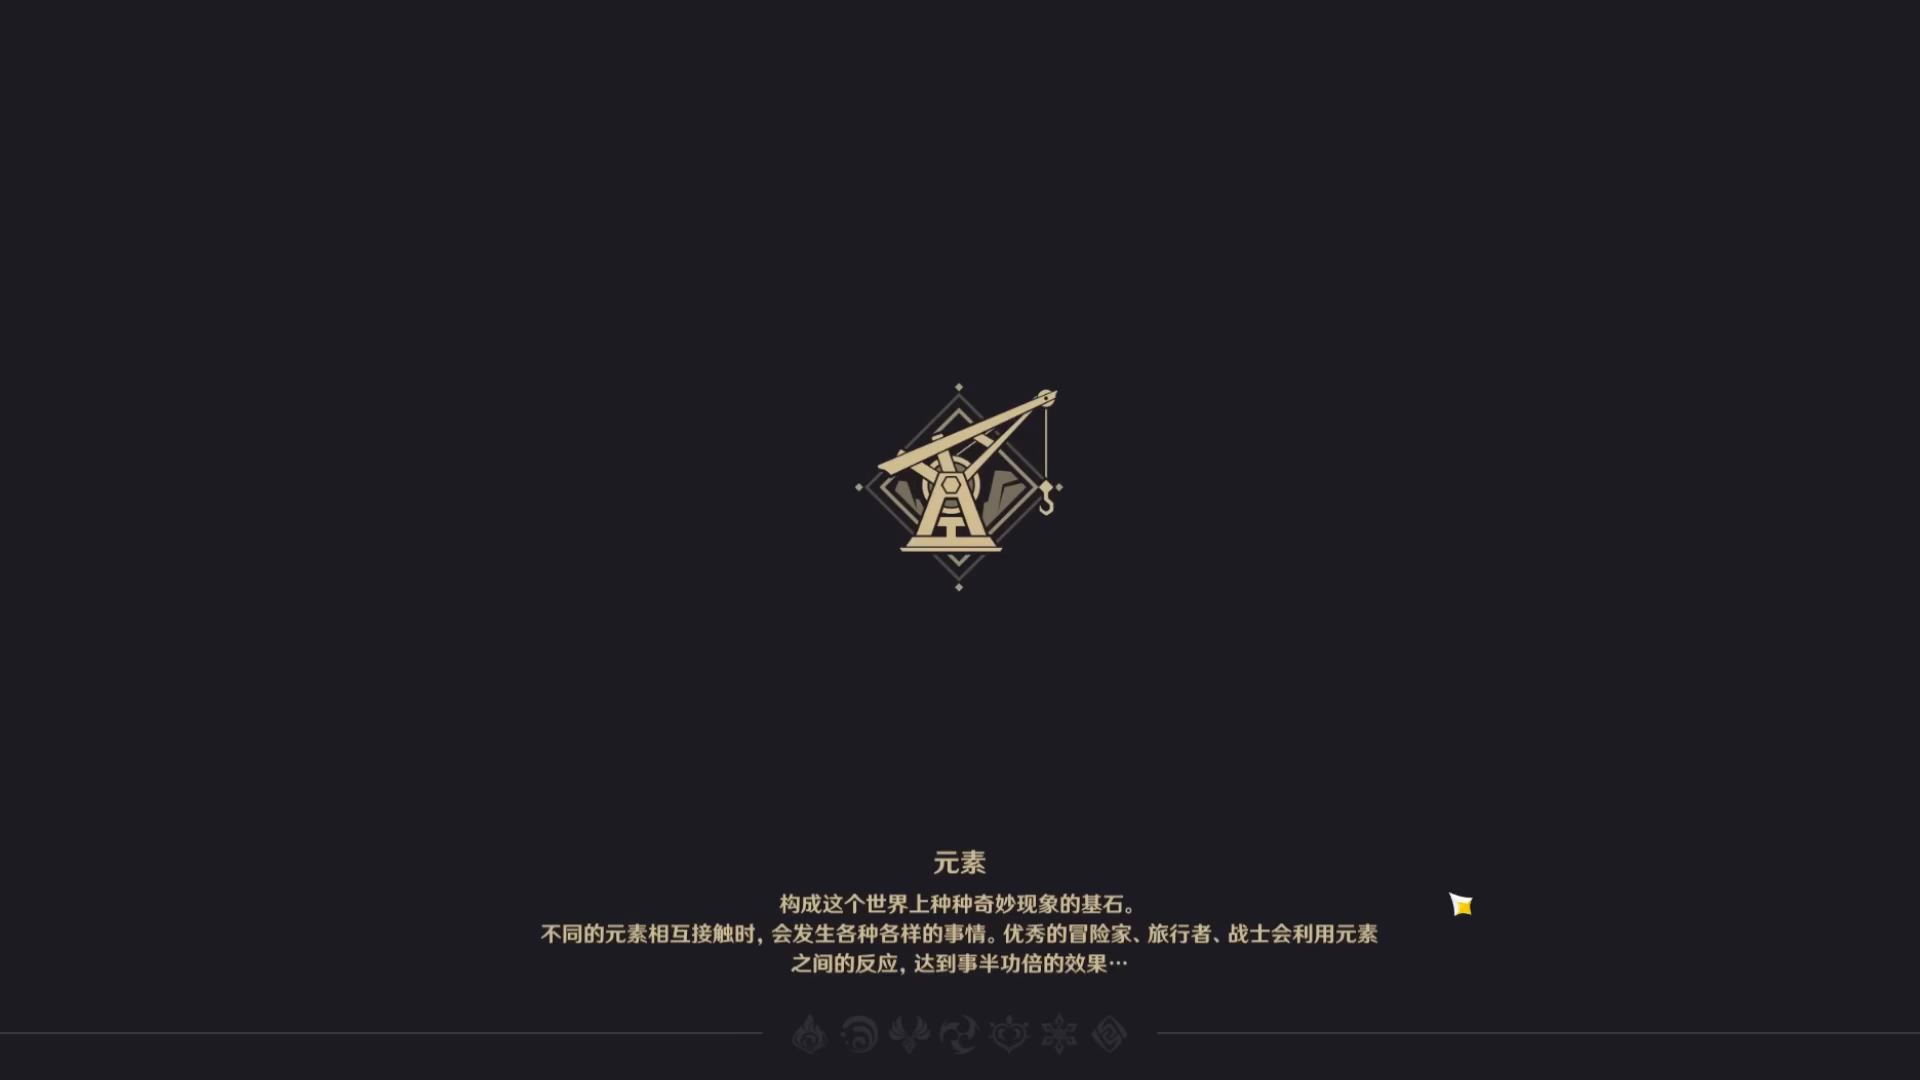 元素
构成这个世界上种种奇妙现象的基石。
不同的元素相互接触时，会发生各种各样的事情。优秀的冒险家、旅行者、战士会利用元素
之间的反应，达到事半功倍的效果…